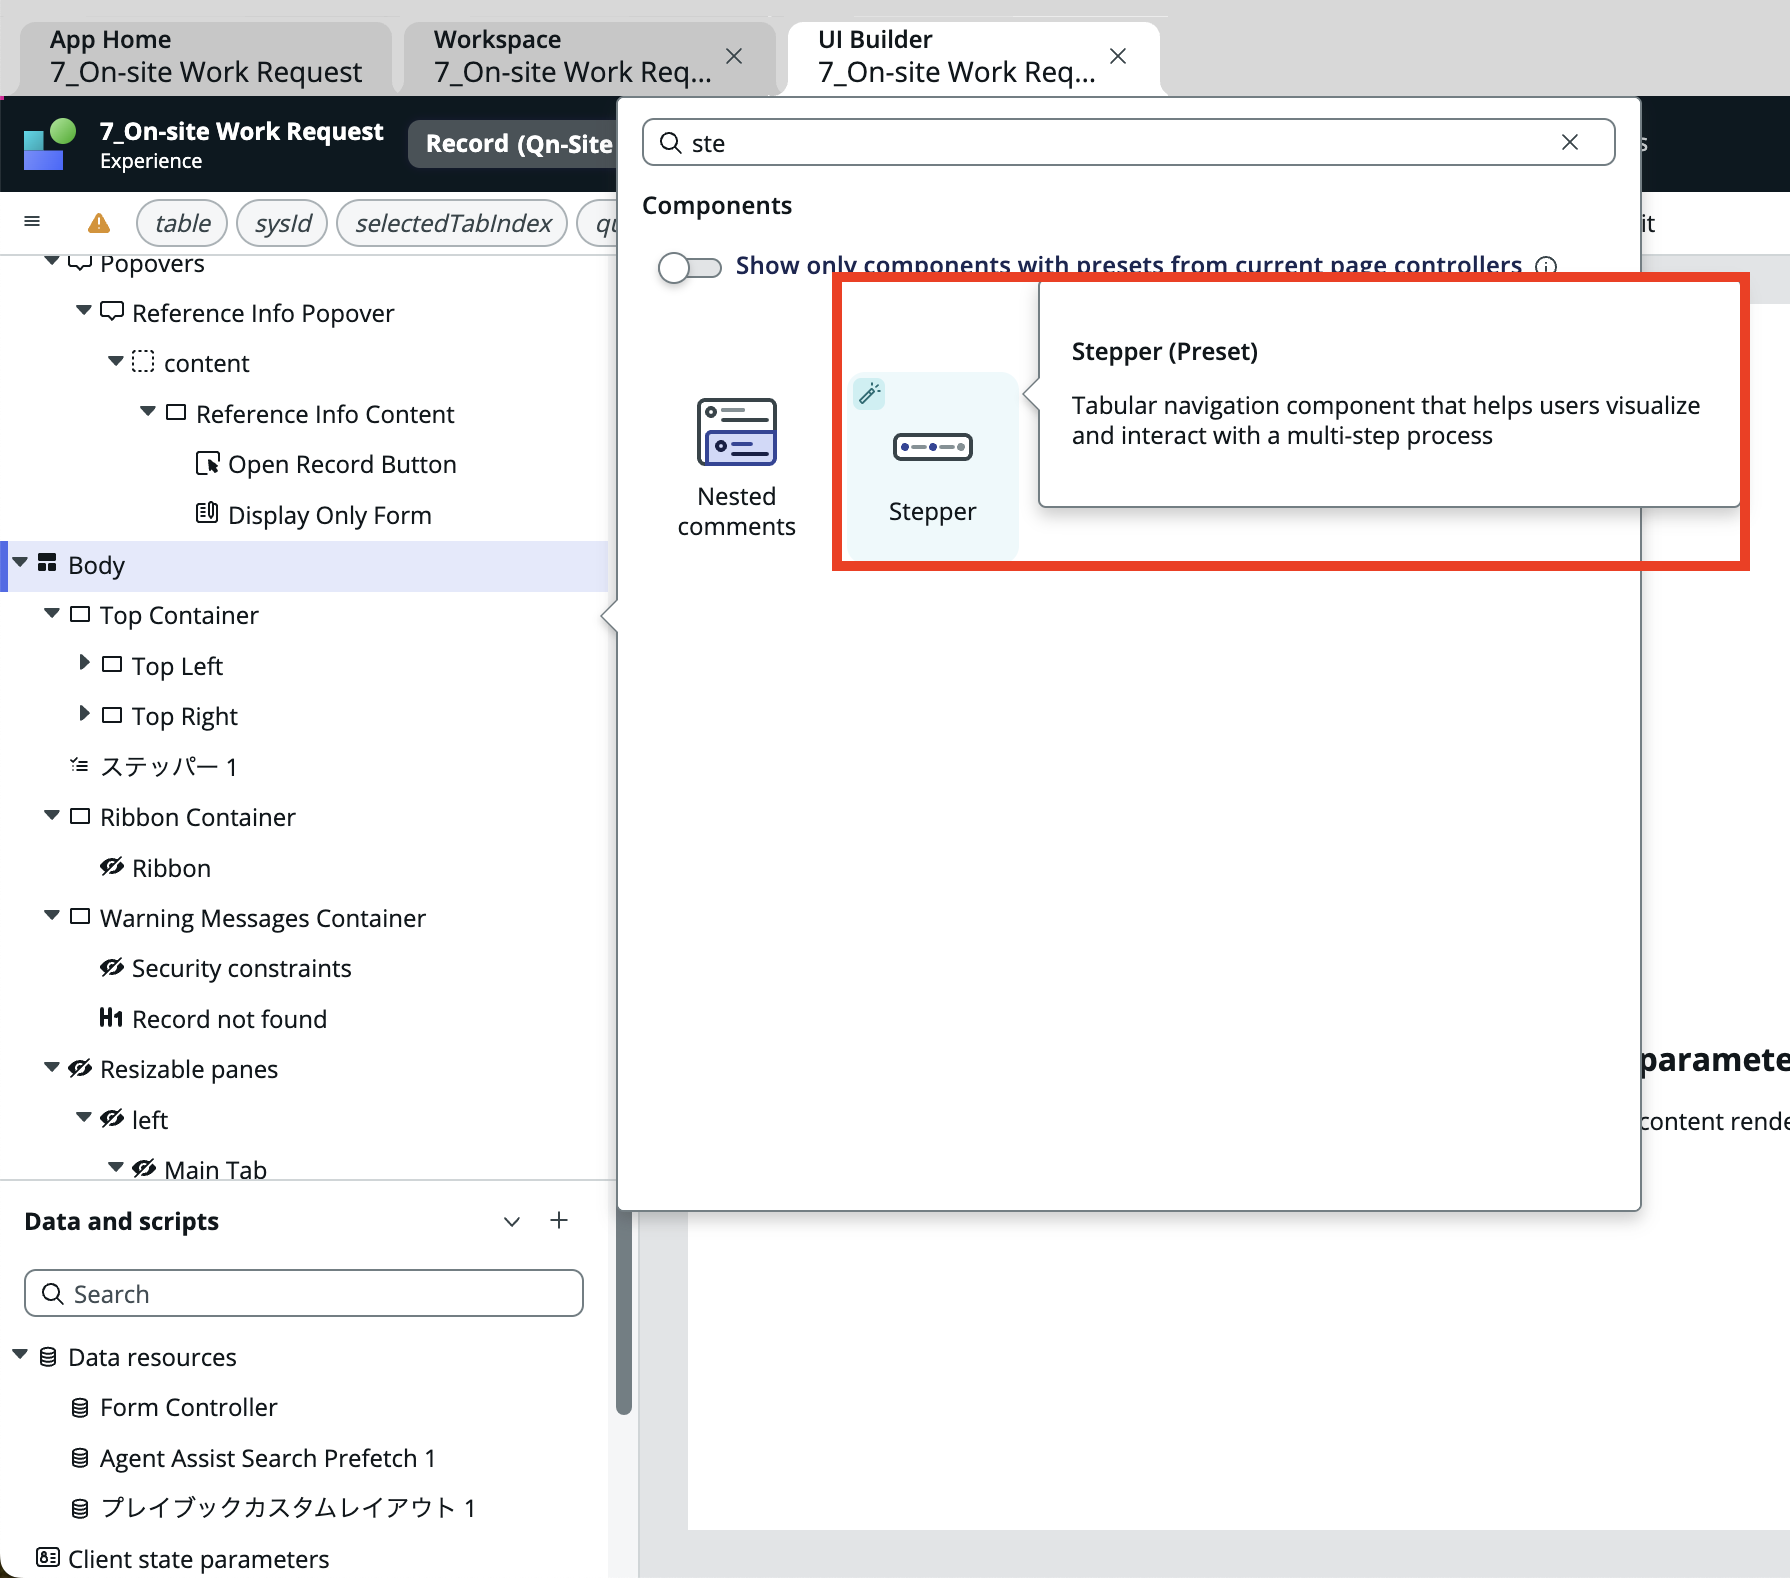 App Home
7_On-site Work Request
Workspace
7_On-site Work Req...
UI Builder
7_On-site Work Req...
7_On-site Work Request
Experience
Record (Qn-Site
ste
s
table
sysId
selectedTabIndex
qu
it
Components
Show only components with presets from current page controllers
Popovers
Reference Info Popover
content
Reference Info Content
Open Record Button
Display Only Form
Body
Top Container
Top Left
Top Right
ステッパー 1
Ribbon Container
Ribbon
Warning Messages Container
Security constraints
H1 Record not found
Resizable panes
left
Main Tab
Nested
comments
Stepper
Stepper (Preset)
Tabular navigation component that helps users visualize
and interact with a multi-step process
paramete
content rende
Data and scripts
Search
Data resources
Form Controller
Agent Assist Search Prefetch 1
プレイブックカスタムレイアウト 1
Client state parameters